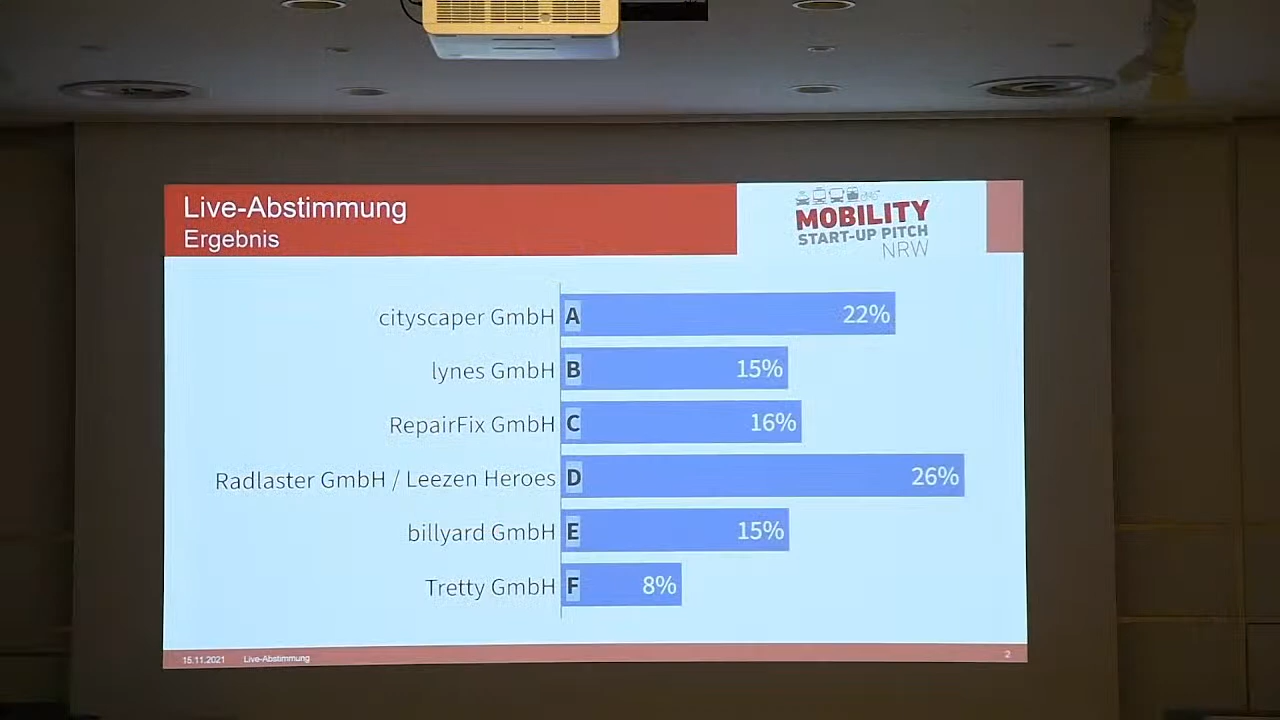 Live-Abstimmung
Ergebnis
MOBILITY
START-UP PITCH
NRW
cityscaper GmbH A 22%
lynes GmbH B 15%
RepairFix GmbH C 16%
Radlaster GmbH / Leezen Heroes D 26%
billyard GmbH E 15%
Tretty GmbH F 8%
15.11.2021 Live-Abstimmung 2